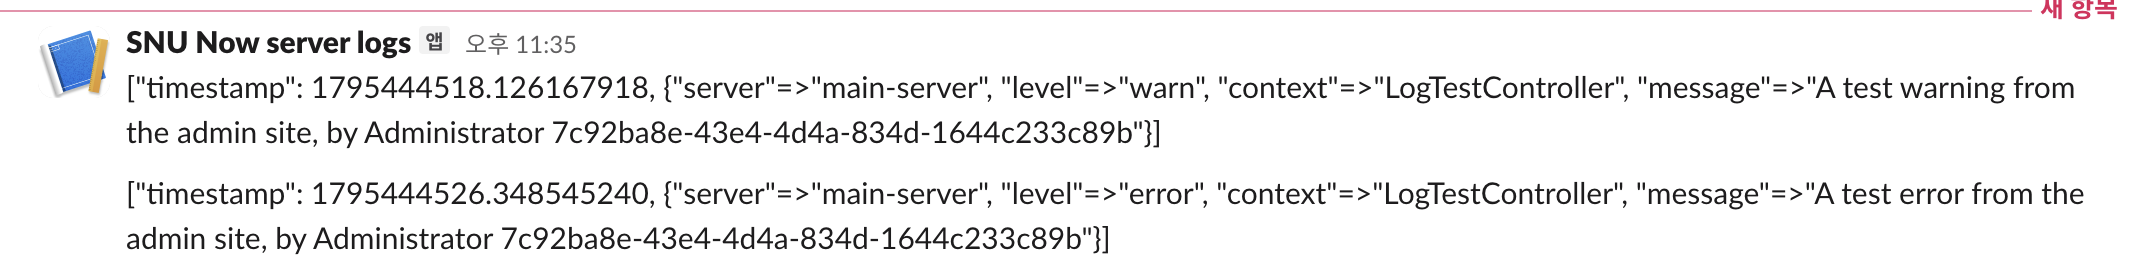 새 항목
SNU Now server logs 앱 오후 11:35
["timestamp": 1795444518.126167918, {"server"=>"main-server", "level"=>"warn", "context"=>"LogTestController", "message"=>"A test warning from
the admin site, by Administrator 7c92ba8e-43e4-4d4a-834d-1644c233c89b"}]
["timestamp": 1795444526.348545240, {"server"=>"main-server", "level"=>"error", "context"=>"LogTestController", "message"=>"A test error from the
admin site, by Administrator 7c92ba8e-43e4-4d4a-834d-1644c233c89b"}]